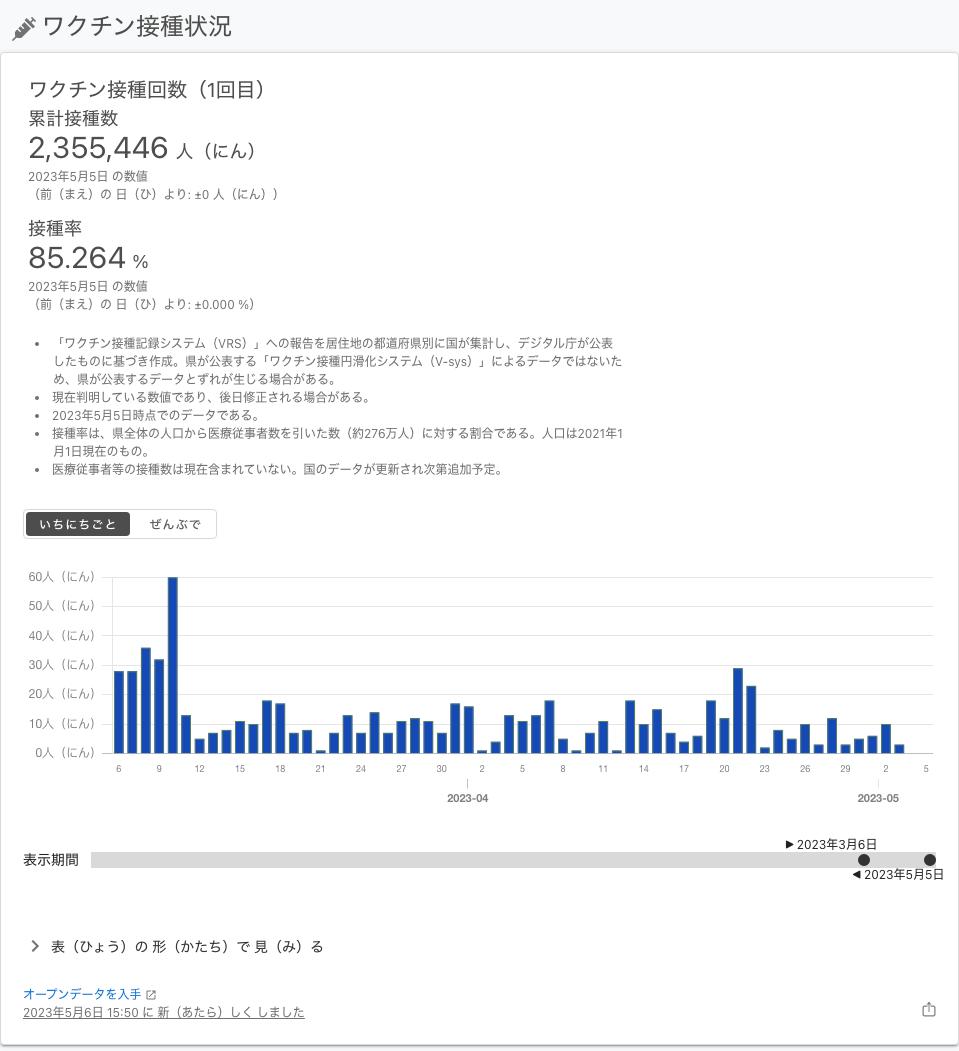 ワクチン接種状況
ワクチン接種回数（1回目）
累計接種数
2,355,446 人（にん）
2023年5月5日 の数値
（前（まえ）の 日（ひ）より: ±0 人（にん））
接種率
85.264 %
2023年5月5日 の数値
（前（まえ）の 日（ひ）より: ±0.000 %）
• 「ワクチン接種記録システム（VRS）」への報告を居住地の都道府県別に国が集計し、デジタル庁が公表
したものに基づき作成。県が公表する「ワクチン接種円滑化システム（V-sys）」によるデータではないた
め、県が公表するデータとずれが生じる場合がある。
• 現在判明している数値であり、後日修正される場合がある。
• 2023年5月5日時点でのデータである。
• 接種率は、県全体の人口から医療従事者数を引いた数（約276万人）に対する割合である。人口は2021年1
月1日現在のもの。
• 医療従事者等の接種数は現在含まれていない。国のデータが更新され次第追加予定。
いちにちごと ぜんぶで
60人（にん）
50人（にん）
40人（にん）
30人（にん）
20人（にん）
10人（にん）
0人（にん）
6 9 12 15 18 21 24 27 30 2 5 8 11 14 17 20 23 26 29 2 5
2023-04 2023-05
▶ 2023年3月6日
表示期間
◀ 2023年5月5日
表（ひょう）の 形（かたち）で 見（み）る
オープンデータを入手
2023年5月6日 15:50 に 新（あたら）しく しました